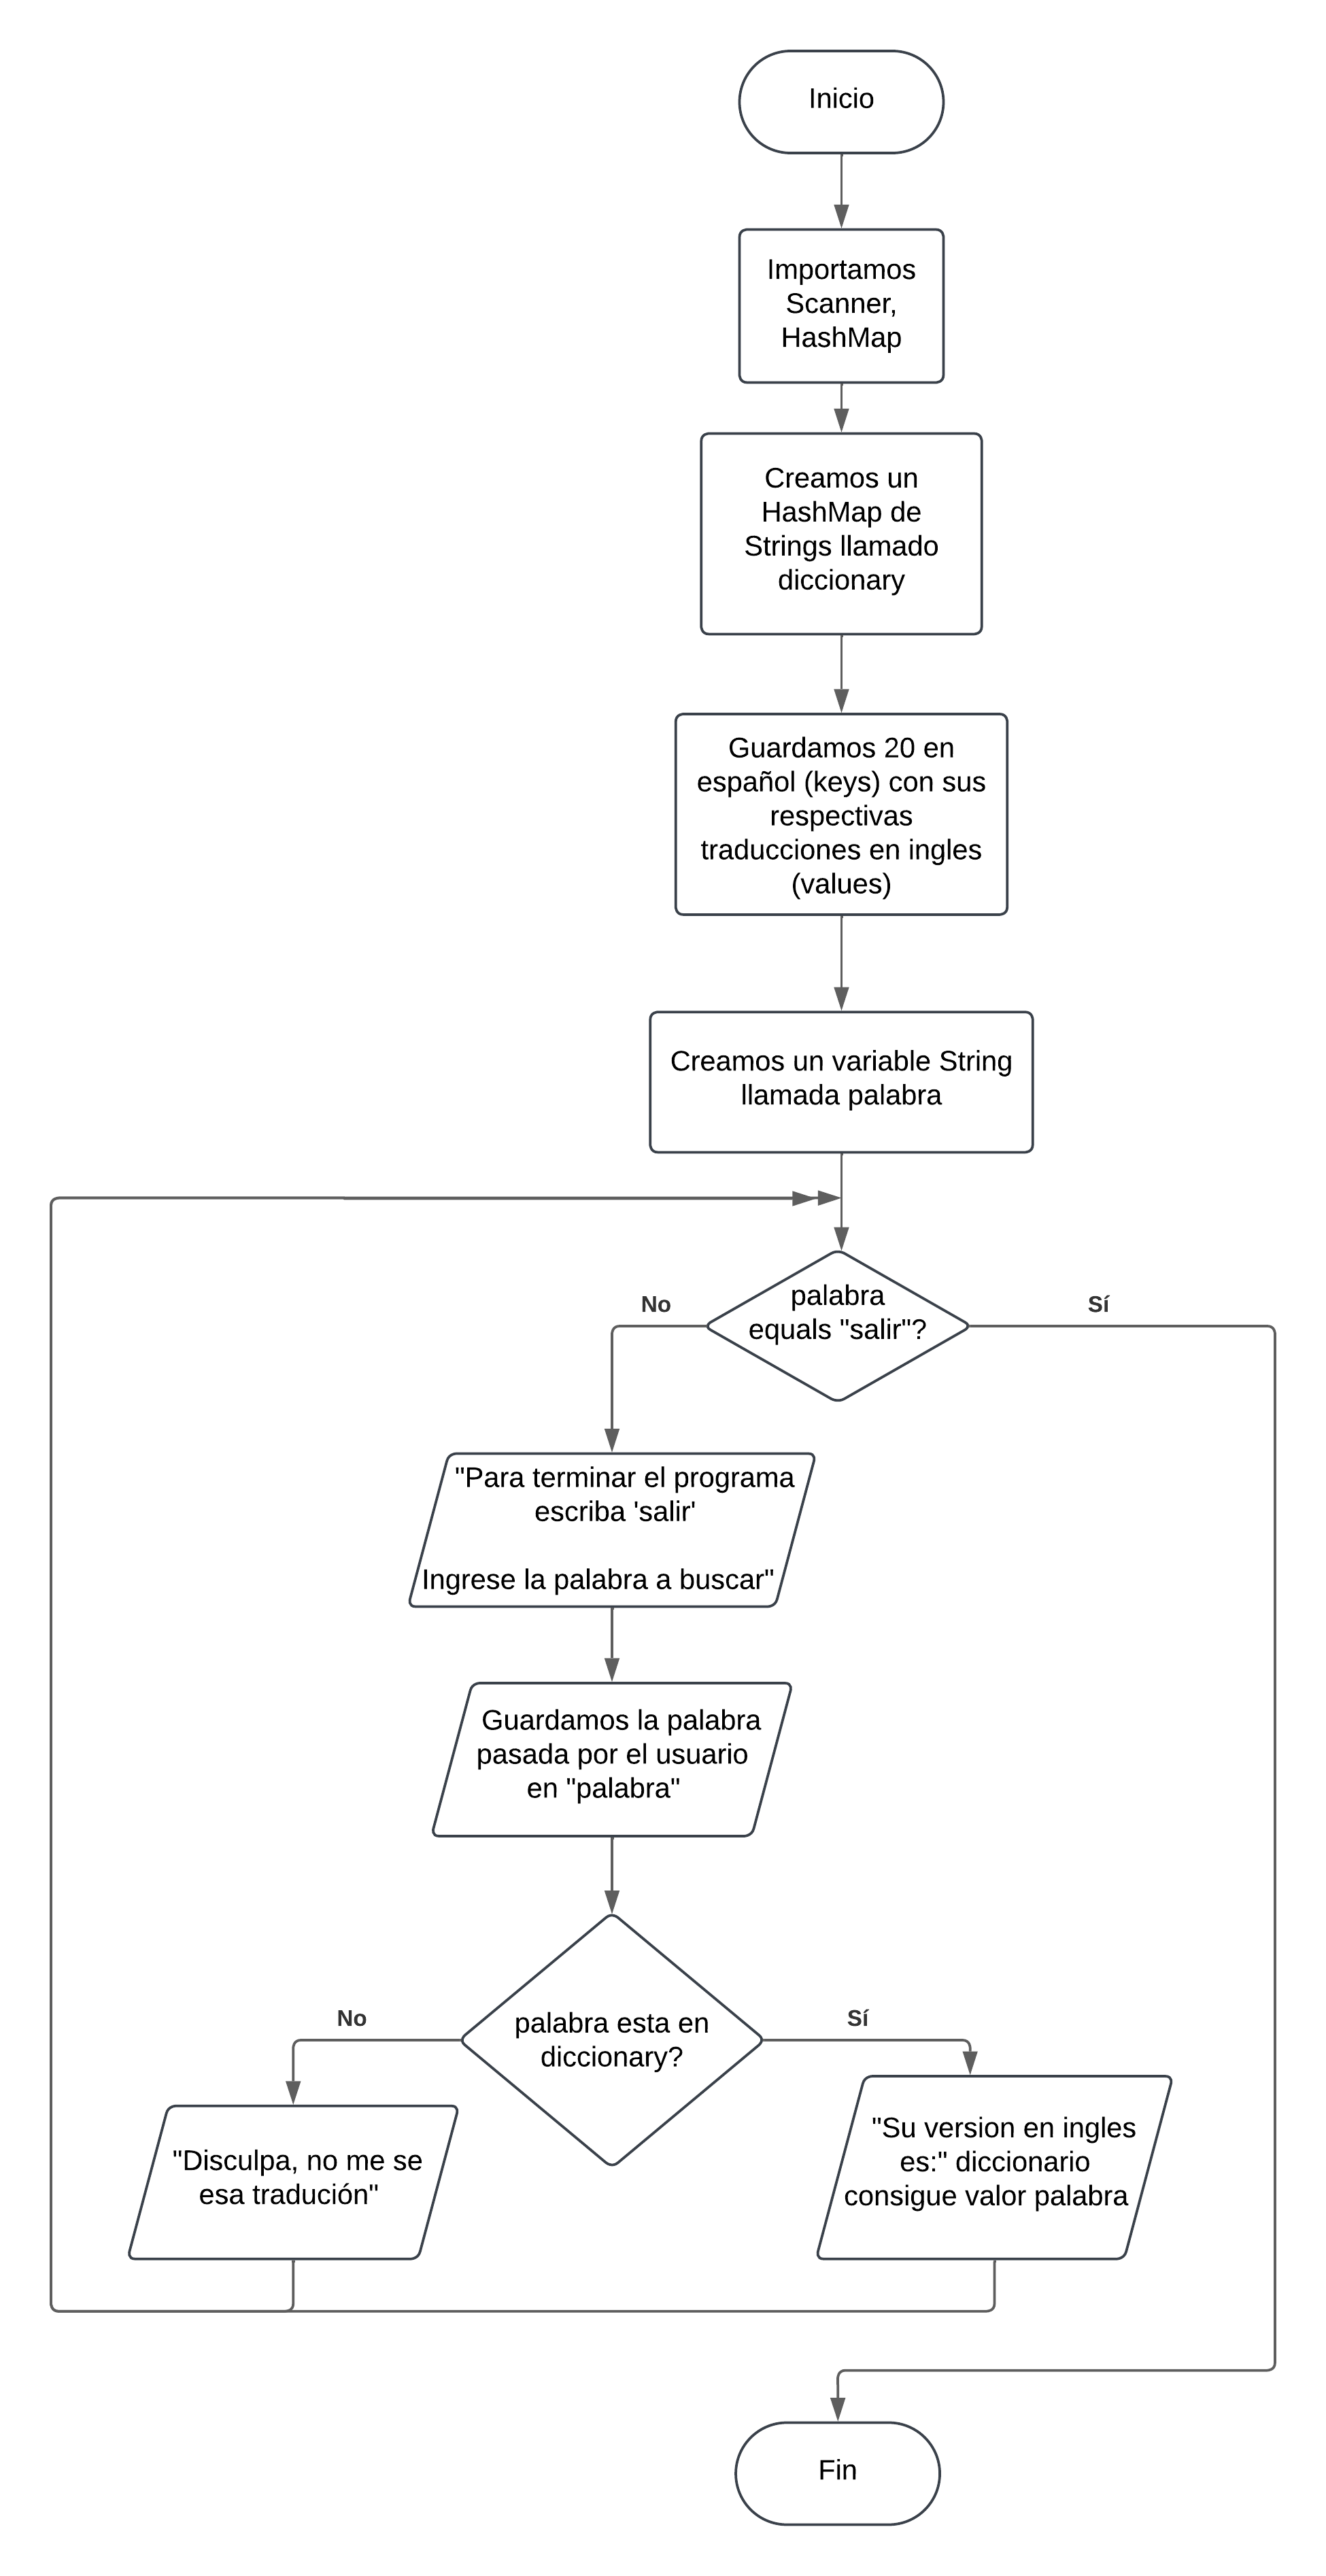 Inicio
Importamos
Scanner,
HashMap
Creamos un
HashMap de
Strings llamado
diccionary
Guardamos 20 en
español (keys) con sus
respectivas
traducciones en ingles
(values)
Creamos un variable String
llamada palabra
palabra
equals "salir"?
No
Sí
"Para terminar el programa
escriba 'salir'
Ingrese la palabra a buscar"
Guardamos la palabra
pasada por el usuario
en "palabra"
palabra esta en
diccionary?
No
Sí
"Disculpa, no me se
esa tradución"
"Su version en ingles
es:" diccionario
consigue valor palabra
Fin